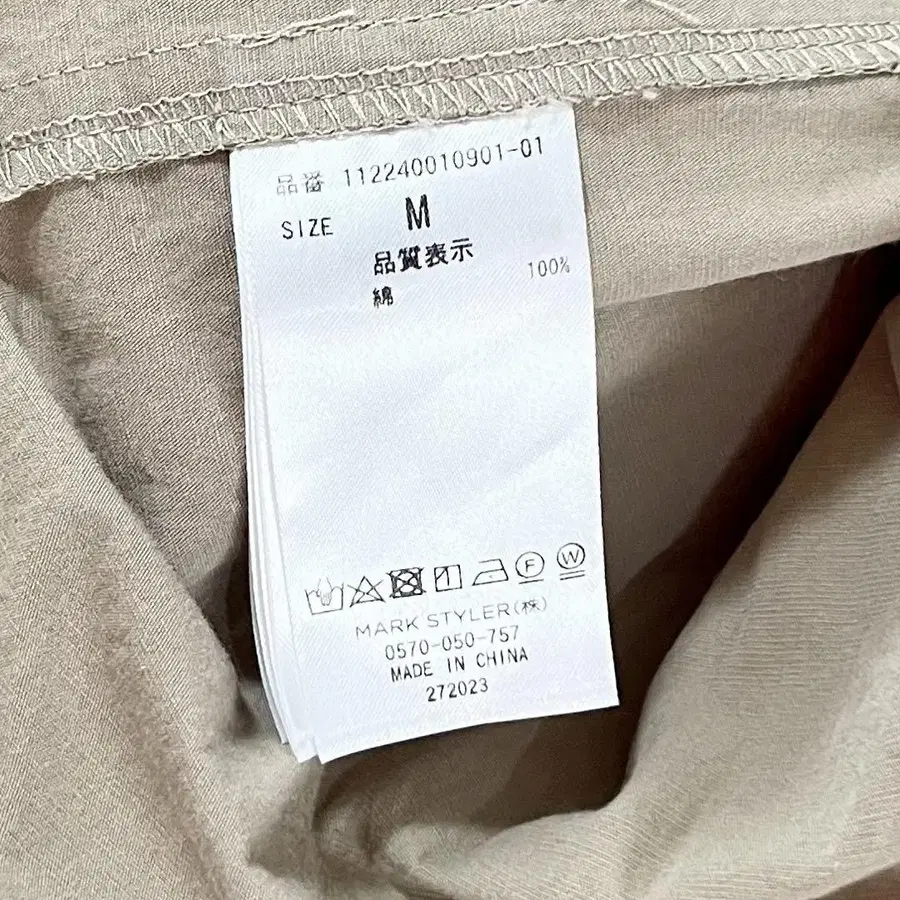 品番 112240010901-01
SIZE M
品質表示
綿 100%
F W
MARK STYLER(株)
0570-050-757
MADE IN CHINA
272023